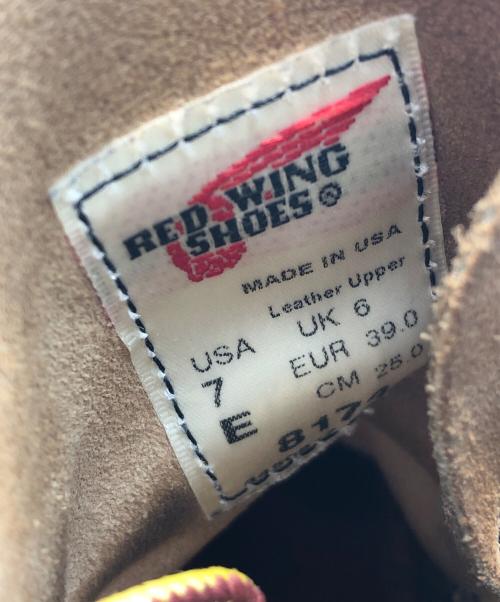 RED WING
SHOES®
MADE IN USA
Leather Upper
USA UK 6
7 EUR 39.0
E CM 25.0